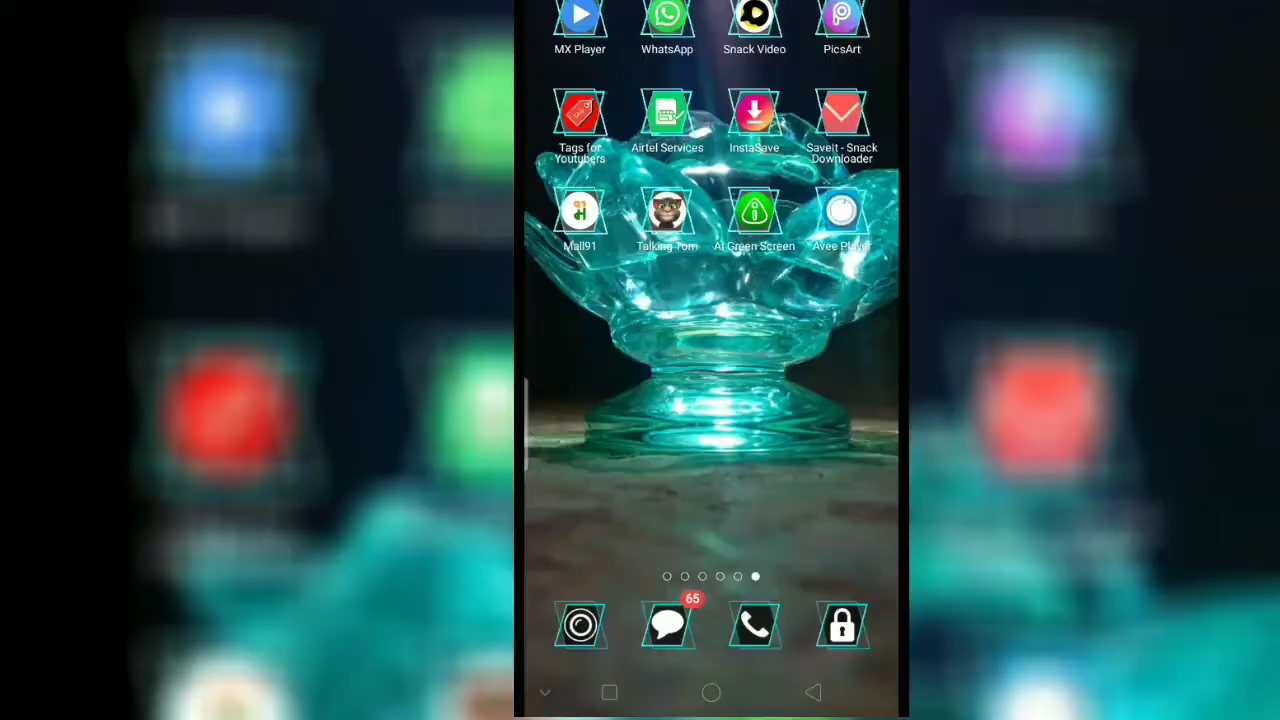 MX Player WhatsApp Snack Video PicsArt
Tags for Airtel Services InstaSave SaveIt - Snack
Youtubers Downloader
Mall91 Talking Tom Ai Green Screen Avee Player
65